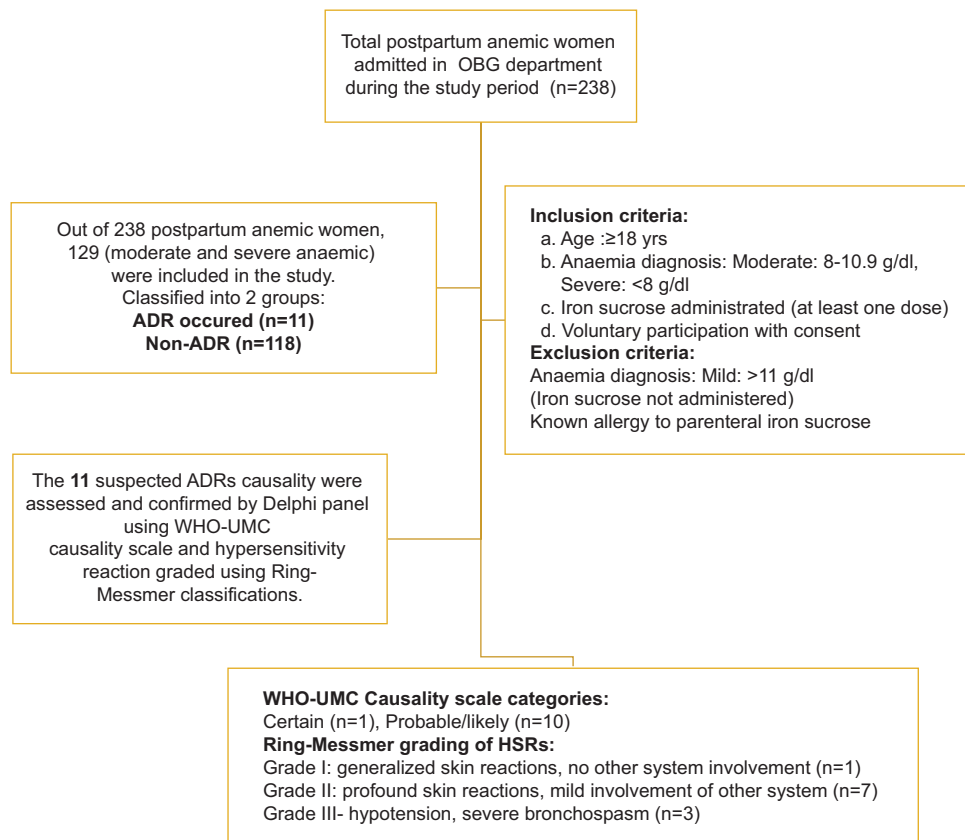 Total postpartum anemic women
admitted in OBG department
during the study period (n=238)
Out of 238 postpartum anemic women,
129 (moderate and severe anaemic)
were included in the study.
Classified into 2 groups:
ADR occured (n=11)
Non-ADR (n=118)
Inclusion criteria:
a. Age :≥18 yrs
b. Anaemia diagnosis: Moderate: 8-10.9 g/dl,
Severe: <8 g/dl
c. Iron sucrose administrated (at least one dose)
d. Voluntary participation with consent
Exclusion criteria:
Anaemia diagnosis: Mild: >11 g/dl
(Iron sucrose not administered)
Known allergy to parenteral iron sucrose
The 11 suspected ADRs causality were
assessed and confirmed by Delphi panel
using WHO-UMC
causality scale and hypersensitivity
reaction graded using Ring-
Messmer classifications.
WHO-UMC Causality scale categories:
Certain (n=1), Probable/likely (n=10)
Ring-Messmer grading of HSRs:
Grade I: generalized skin reactions, no other system involvement (n=1)
Grade II: profound skin reactions, mild involvement of other system (n=7)
Grade III- hypotension, severe bronchospasm (n=3)